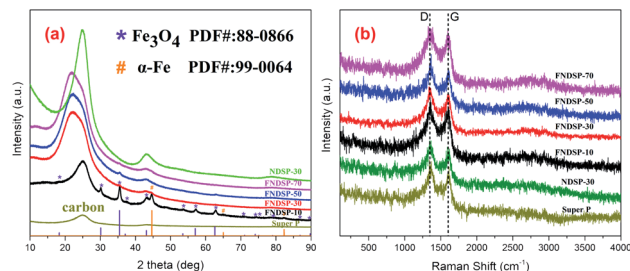 (a)
* Fe3O4 PDF#:88-0866
# α-Fe PDF#:99-0064
NDSP-30
FNDSP-70
FNDSP-50
FNDSP-30
FNDSP-10
Super P
carbon
Intensity (a.u.)
10 20 30 40 50 60 70 80 90
2 theta (deg)
(b)
D G
FNDSP-70
FNDSP-50
FNDSP-30
FNDSP-10
NDSP-30
Super P
Intensity (a.u.)
500 1000 1500 2000 2500 3000 3500 4000
Raman Shift (cm-1)